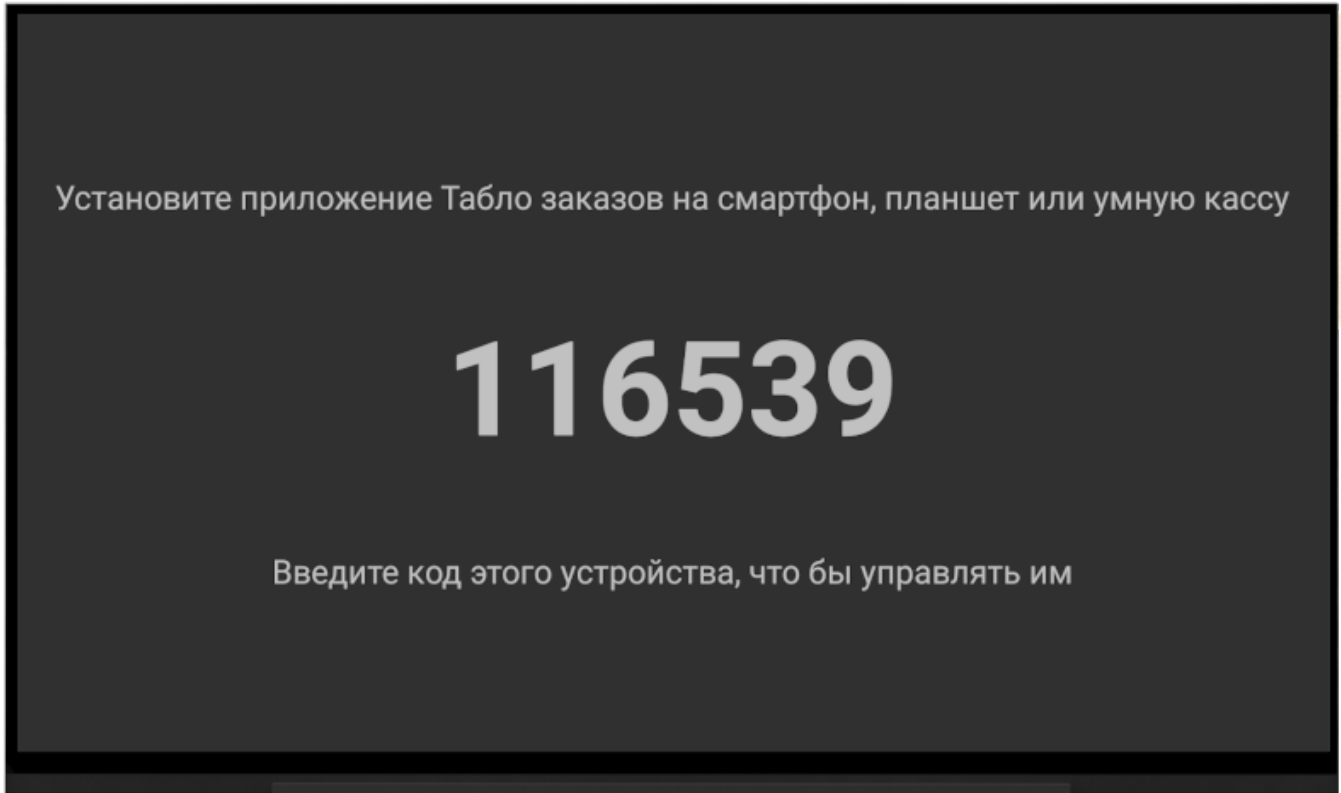 Установите приложение Табло заказов на смартфон, планшет или умную кассу
116539
Введите код этого устройства, что бы управлять им